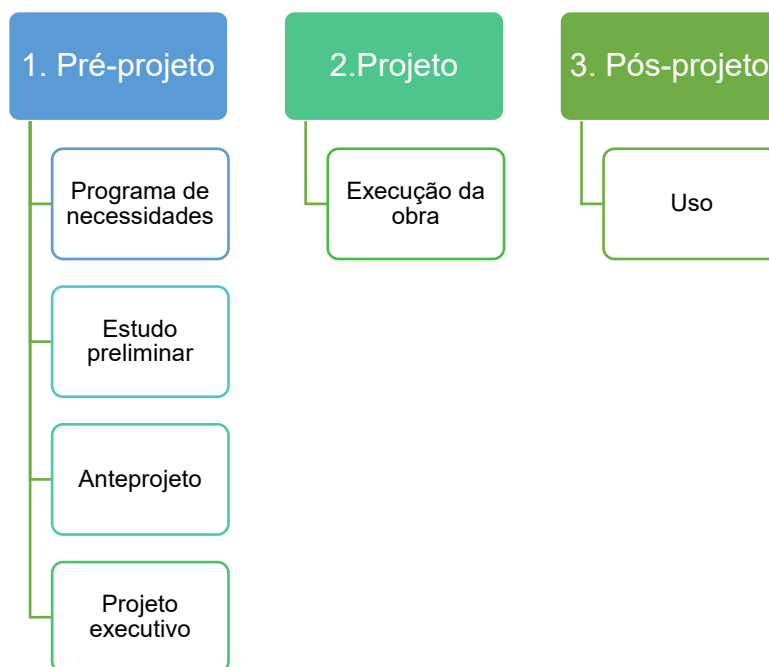 1. Pré-projeto
Programa de
necessidades
Estudo
preliminar
Anteprojeto
Projeto
executivo
2.Projeto
Execução da
obra
3. Pós-projeto
Uso